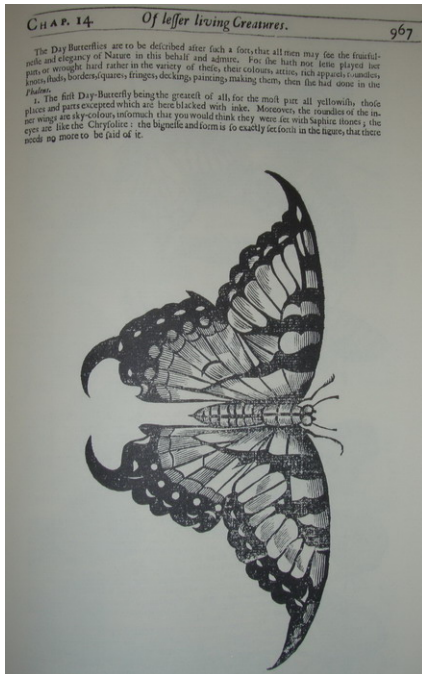 CHAP. 14 Of leſſer living Creatures. 967
The Day Butterflies are to be deſcribed after ſuch a ſort, that all men may ſee the fruitful-
neſſe and elegancy of Nature in this behalf and admire. For ſhe hath not leſſe played her
part, or wrought hard rather in the variety of theſe, their colours, attire, rich apparel, roundles,
knots, ſtuds, borders, ſquares, fringes, decking, painting, making them, then ſhe had done in the
Phalens.
1. The firſt Day-Butterfly being the greateſt of all, for the moſt part all yellowiſh, thoſe
places and parts excepted which are here blacked with inke. Moreover, the roundles of the in-
ner wings are sky-colour, inſomuch that you would think they were ſet with Saphire ſtones; the
eyes are like the Chryſolite: the bigneſſe and form is ſo exactly ſet forth in the figure, that there
needs no more to be ſaid of it.